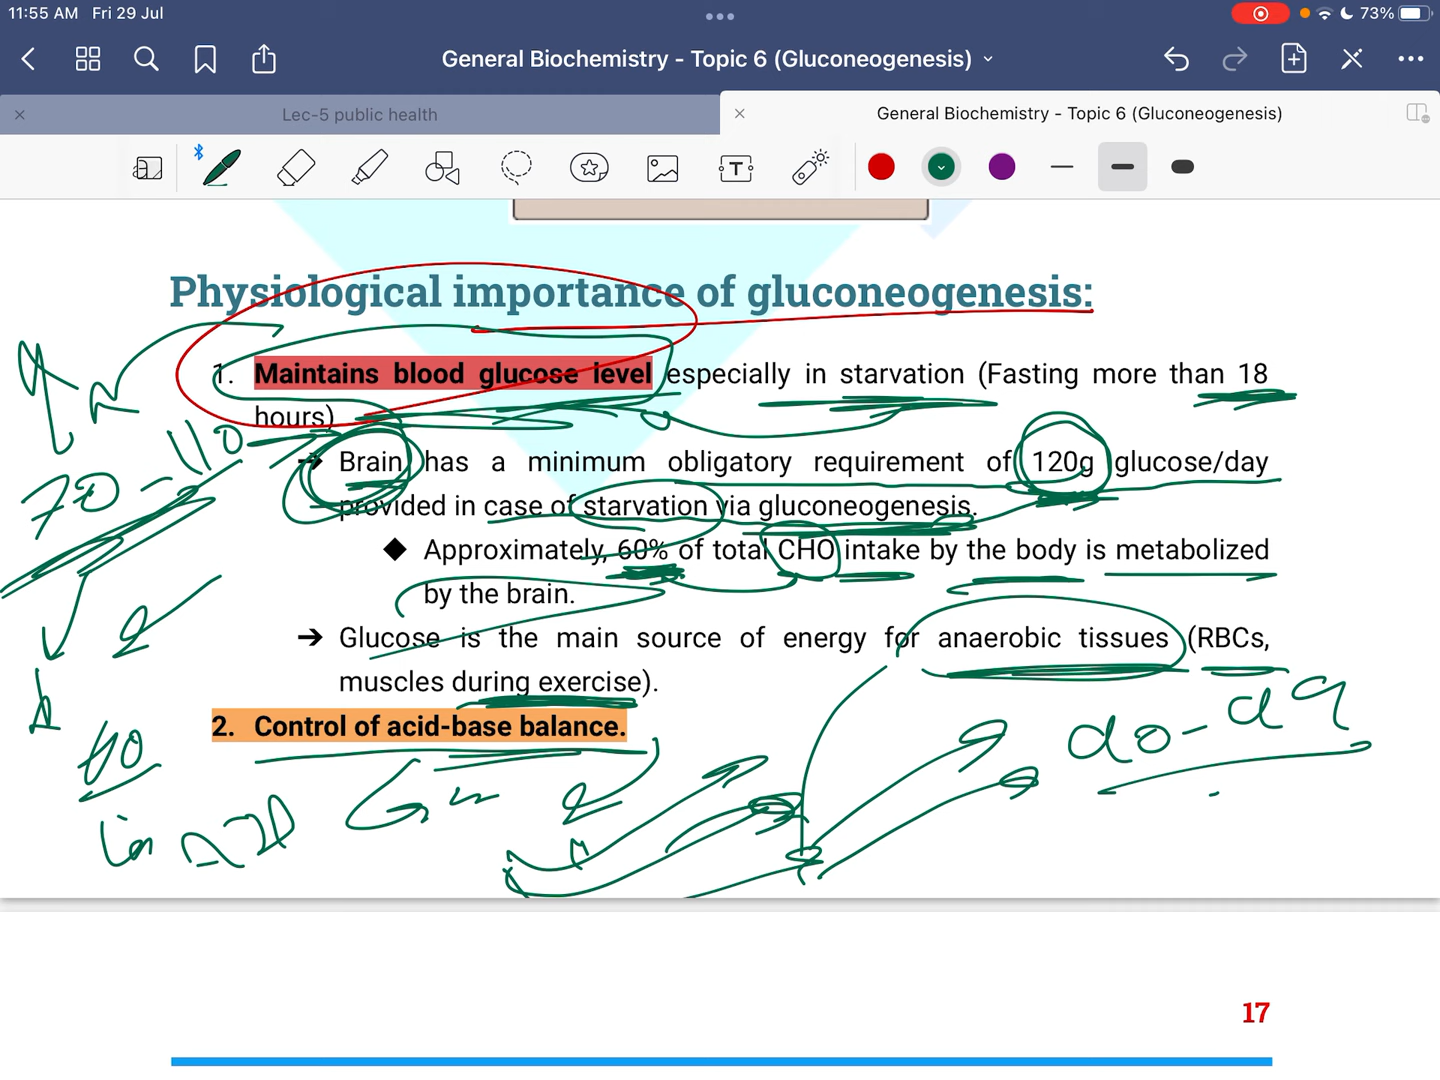 11:55 AM Fri 29 Jul
73%
General Biochemistry - Topic 6 (Gluconeogenesis)
Lec-5 public health
General Biochemistry - Topic 6 (Gluconeogenesis)
T
Physiological importance of gluconeogenesis:
1. Maintains blood glucose level especially in starvation (Fasting more than 18
hours)
70-110
➔ Brain has a minimum obligatory requirement of 120g glucose/day
provided in case of starvation via gluconeogenesis.
◆ Approximately, 60% of total CHO intake by the body is metabolized
by the brain.
➔ Glucose is the main source of energy for anaerobic tissues (RBCs,
muscles during exercise).
2. Control of acid-base balance.
17